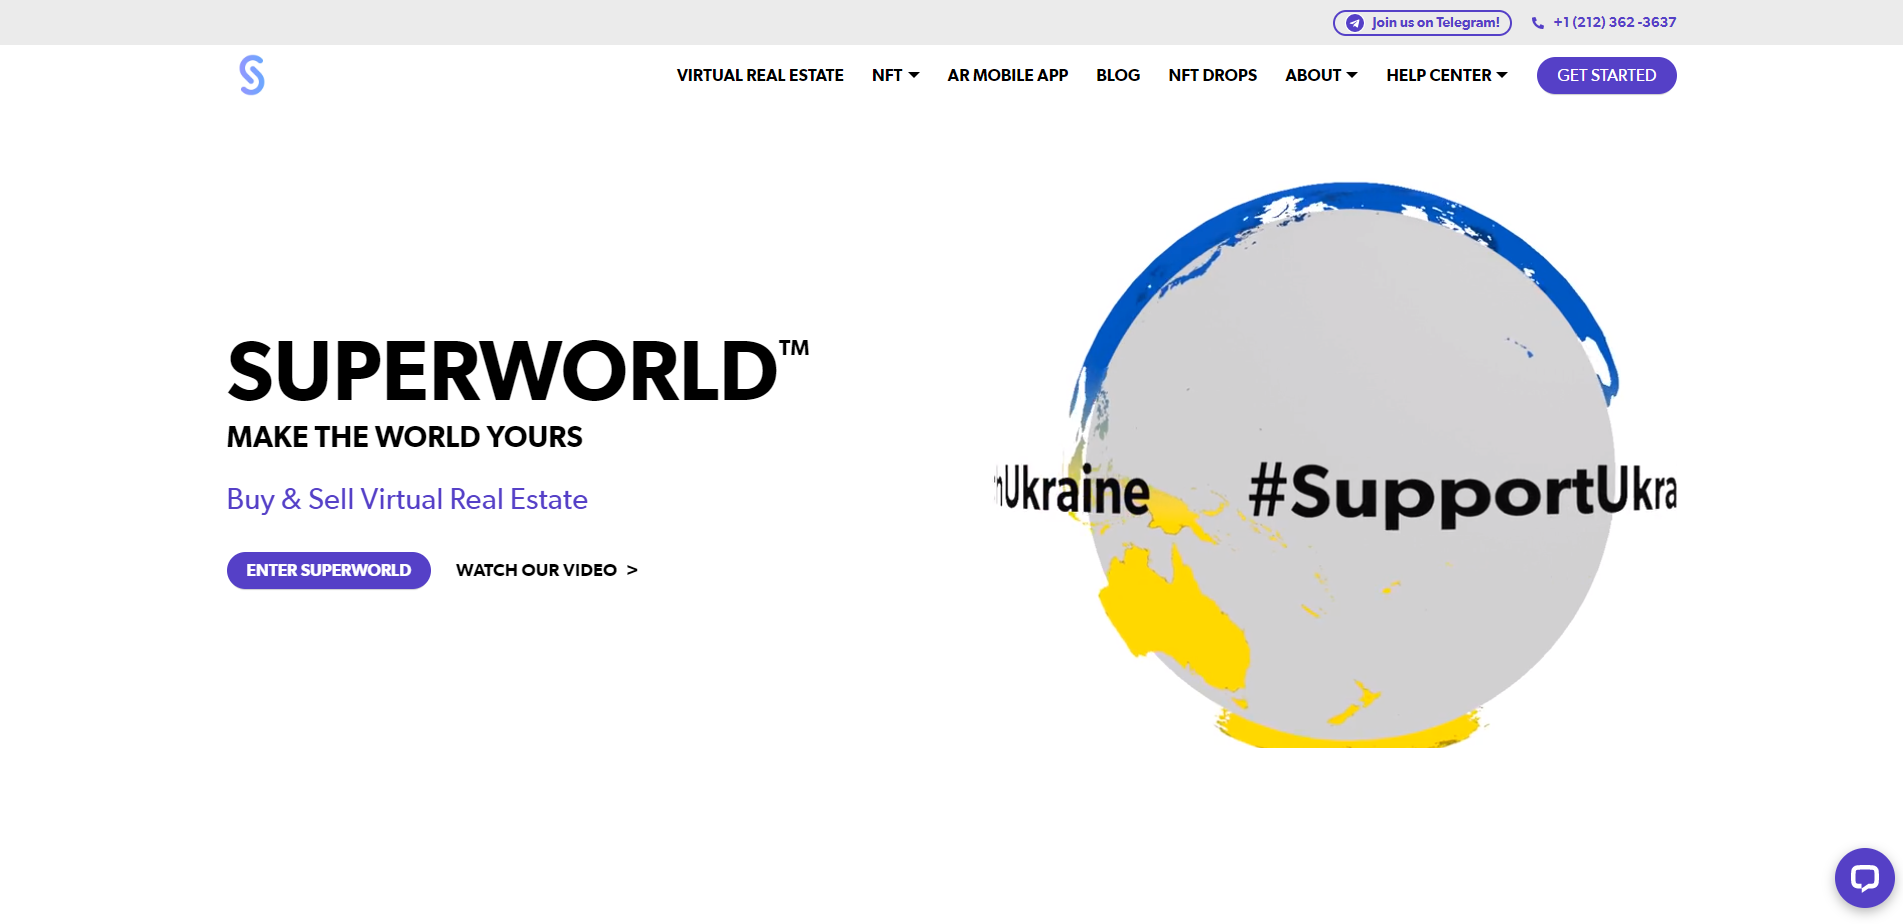 Join us on Telegram!
+1 (212) 362 -3637
VIRTUAL REAL ESTATE
NFT
AR MOBILE APP
BLOG
NFT DROPS
ABOUT
HELP CENTER
GET STARTED
SUPERWORLD™
MAKE THE WORLD YOURS
Buy & Sell Virtual Real Estate
ENTER SUPERWORLD
WATCH OUR VIDEO >
Ukraine
#SupportUkra